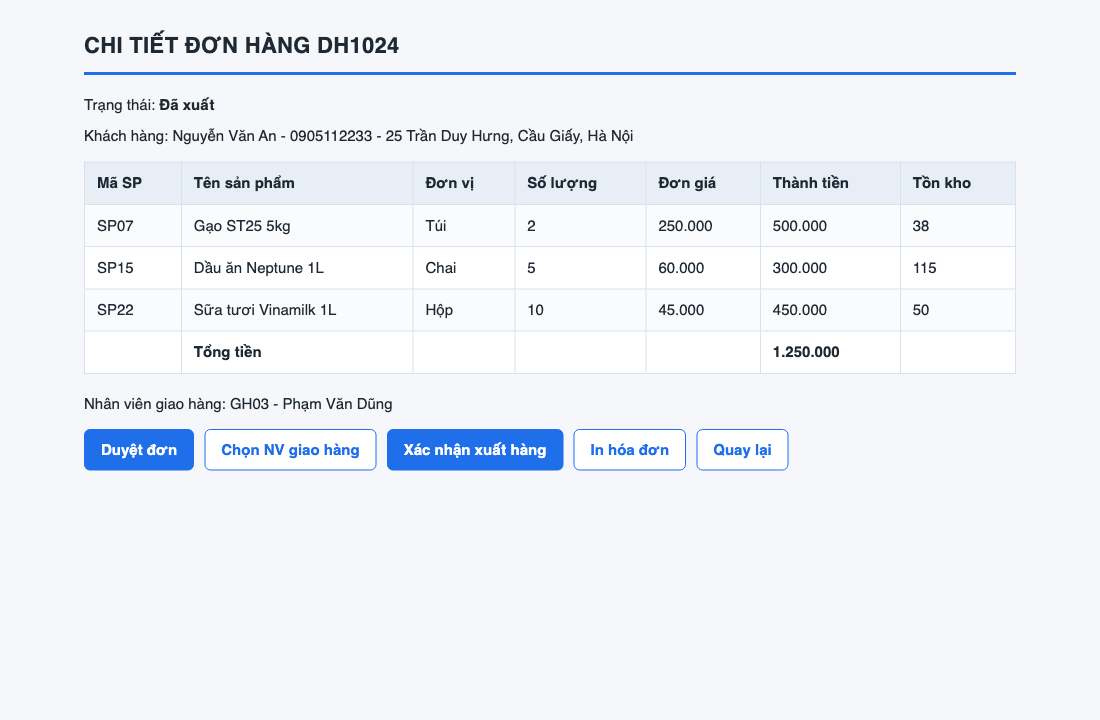 CHI TIẾT ĐƠN HÀNG DH1024
Trạng thái: Đã xuất
Khách hàng: Nguyễn Văn An - 0905112233 - 25 Trần Duy Hưng, Cầu Giấy, Hà Nội
Mã SP Tên sản phẩm Đơn vị Số lượng Đơn giá Thành tiền Tồn kho
SP07 Gạo ST25 5kg Túi 2 250.000 500.000 38
SP15 Dầu ăn Neptune 1L Chai 5 60.000 300.000 115
SP22 Sữa tươi Vinamilk 1L Hộp 10 45.000 450.000 50
Tổng tiền 1.250.000
Nhân viên giao hàng: GH03 - Phạm Văn Dũng
Duyệt đơn Chọn NV giao hàng Xác nhận xuất hàng In hóa đơn Quay lại